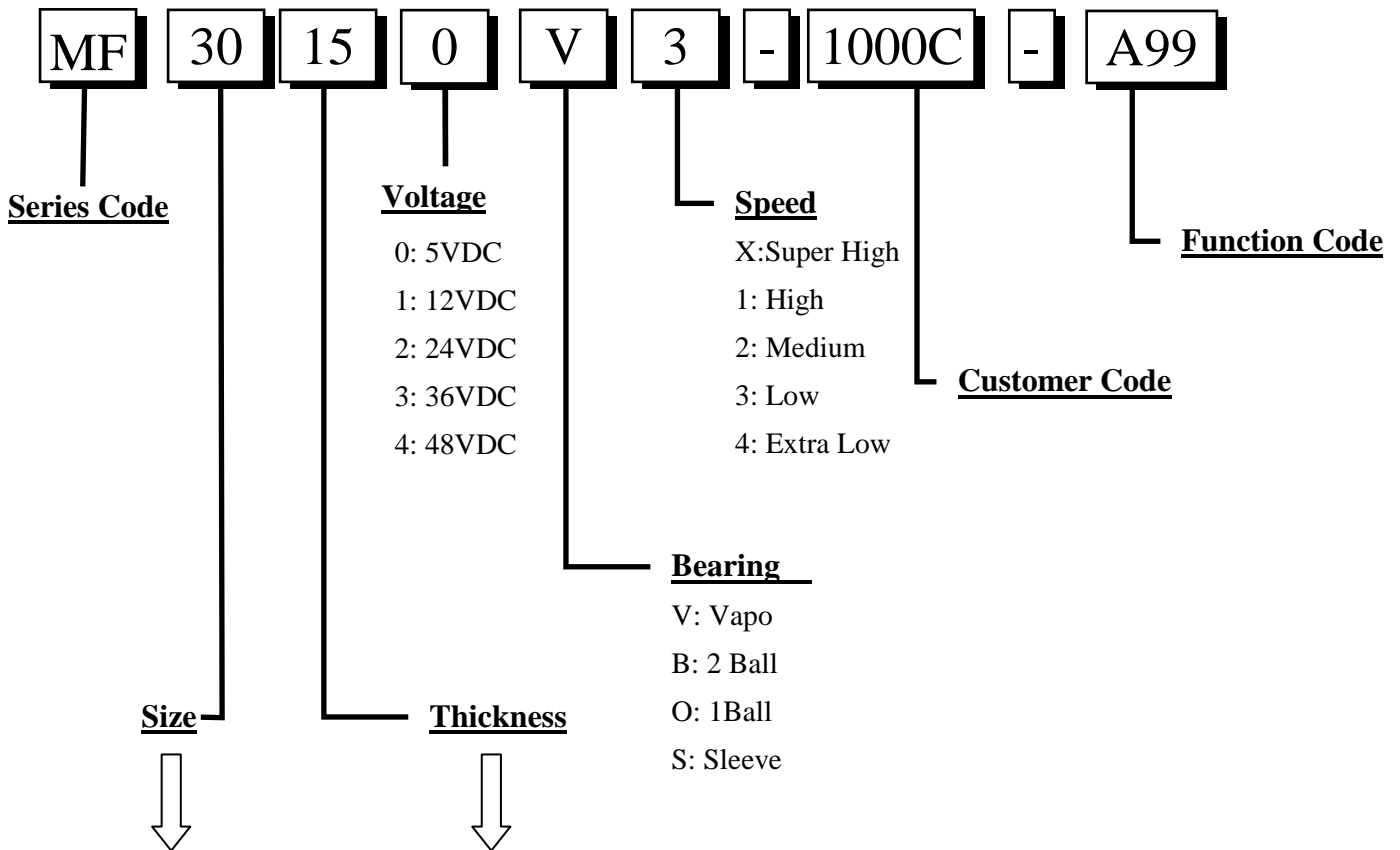 MF 30 15 0 V 3 - 1000C - A99
Series Code
Voltage
0: 5VDC
1: 12VDC
2: 24VDC
3: 36VDC
4: 48VDC
Speed
X:Super High
1: High
2: Medium
3: Low
4: Extra Low
Function Code
Customer Code
Bearing
V: Vapo
B: 2 Ball
O: 1Ball
S: Sleeve
Size
Thickness